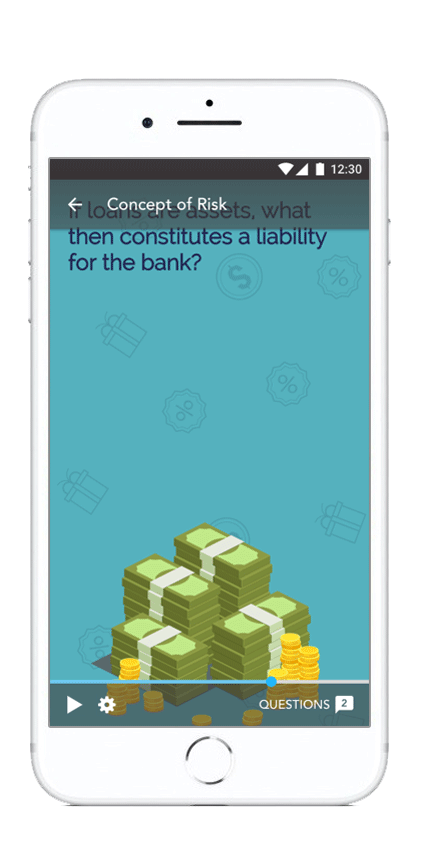 12:30
Concept of Risk
If loans are assets, what
then constitutes a liability
for the bank?
QUESTIONS 2